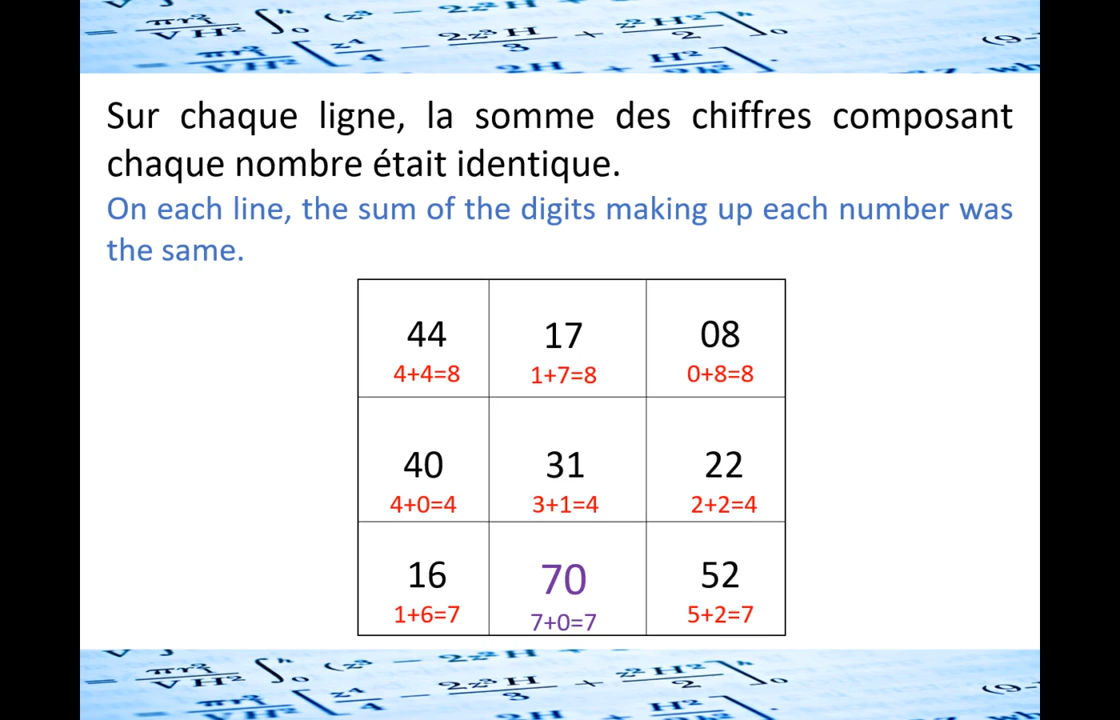 Sur chaque ligne, la somme des chiffres composant
chaque nombre était identique.
On each line, the sum of the digits making up each number was
the same.
44 17 08
4+4=8 1+7=8 0+8=8
40 31 22
4+0=4 3+1=4 2+2=4
16 70 52
1+6=7 7+0=7 5+2=7